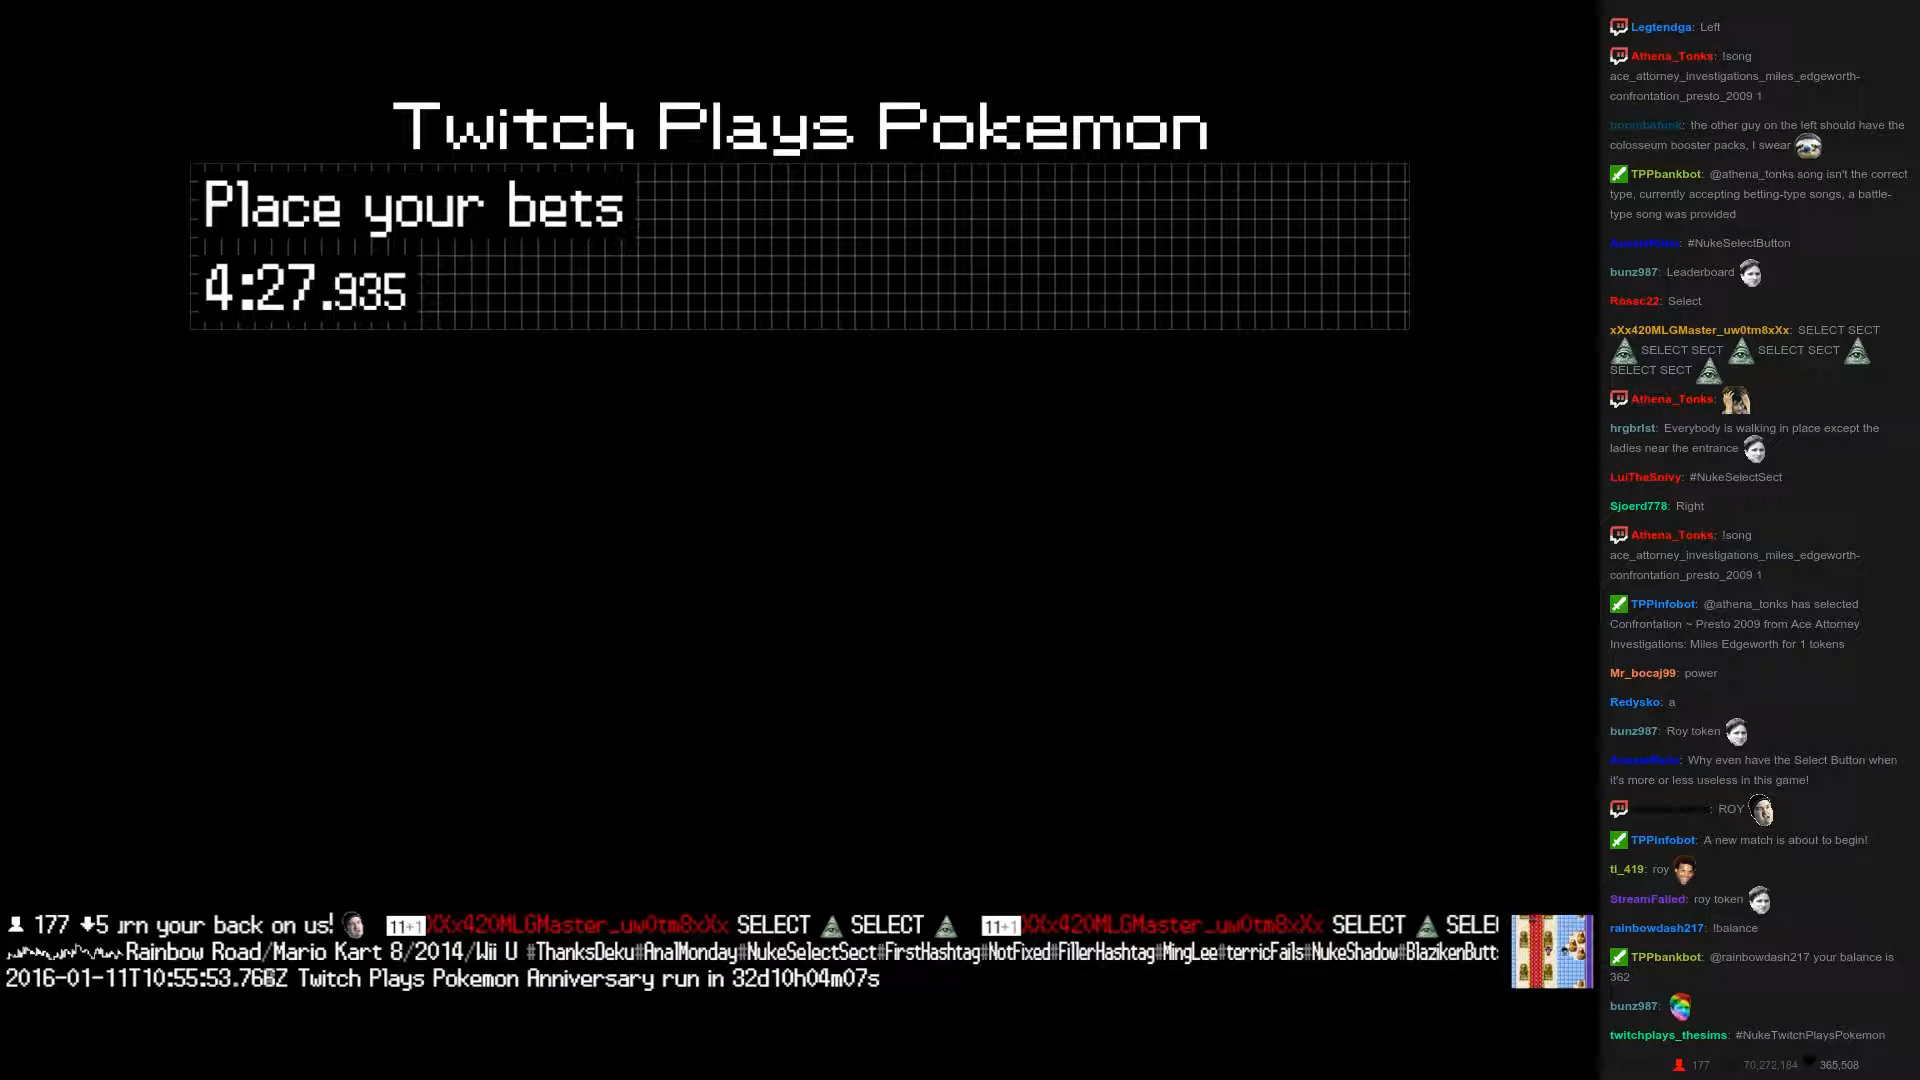 Twitch Plays Pokemon
Place your bets
4:27.935
177 5 urn your back on us! 11+1 XXx420MLGMaster_uw0tm8xXx SELECT SELECT 11+1 XXx420MLGMaster_uw0tm8xXx SELECT SELE
Rainbow Road/Mario Kart 8/2014/Wii U #ThanksDeku#AnalMonday#NukeSelectSect#FirstHashtag#NotFixed#FillerHashtag#MingLee#terricFails#NukeShadow#BlazikenButt
2016-01-11T10:55:53.766Z Twitch Plays Pokemon Anniversary run in 32d10h04m07s
Legtendga: Left
Athena_Tonks: !song
ace_attorney_investigations_miles_edgeworth-
confrontation_presto_2009 1
the other guy on the left should have the
colosseum booster packs, I swear
TPPbankbot: @athena_tonks song isn't the correct
type, currently accepting betting-type songs, a battle-
type song was provided
#NukeSelectButton
bunz987: Leaderboard
Rossc22: Select
xXx420MLGMaster_uw0tm8xXx: SELECT SECT
SELECT SECT SELECT SECT
SELECT SECT
Athena_Tonks:
hrgbrlst: Everybody is walking in place except the
ladies near the entrance
LuiTheSnivy: #NukeSelectSect
Sjoerd778: Right
Athena_Tonks: !song
ace_attorney_investigations_miles_edgeworth-
confrontation_presto_2009 1
TPPinfobot: @athena_tonks has selected
Confrontation ~ Presto 2009 from Ace Attorney
Investigations: Miles Edgeworth for 1 tokens
Mr_bocaj99: power
Redysko: a
bunz987: Roy token
Why even have the Select Button when
it's more or less useless in this game!
: ROY
TPPinfobot: A new match is about to begin!
ti_419: roy
StreamFailed: roy token
rainbowdash217: !balance
TPPbankbot: @rainbowdash217 your balance is
362
bunz987:
twitchplays_thesims: #NukeTwitchPlaysPokemon
177 70,272,184 365,508